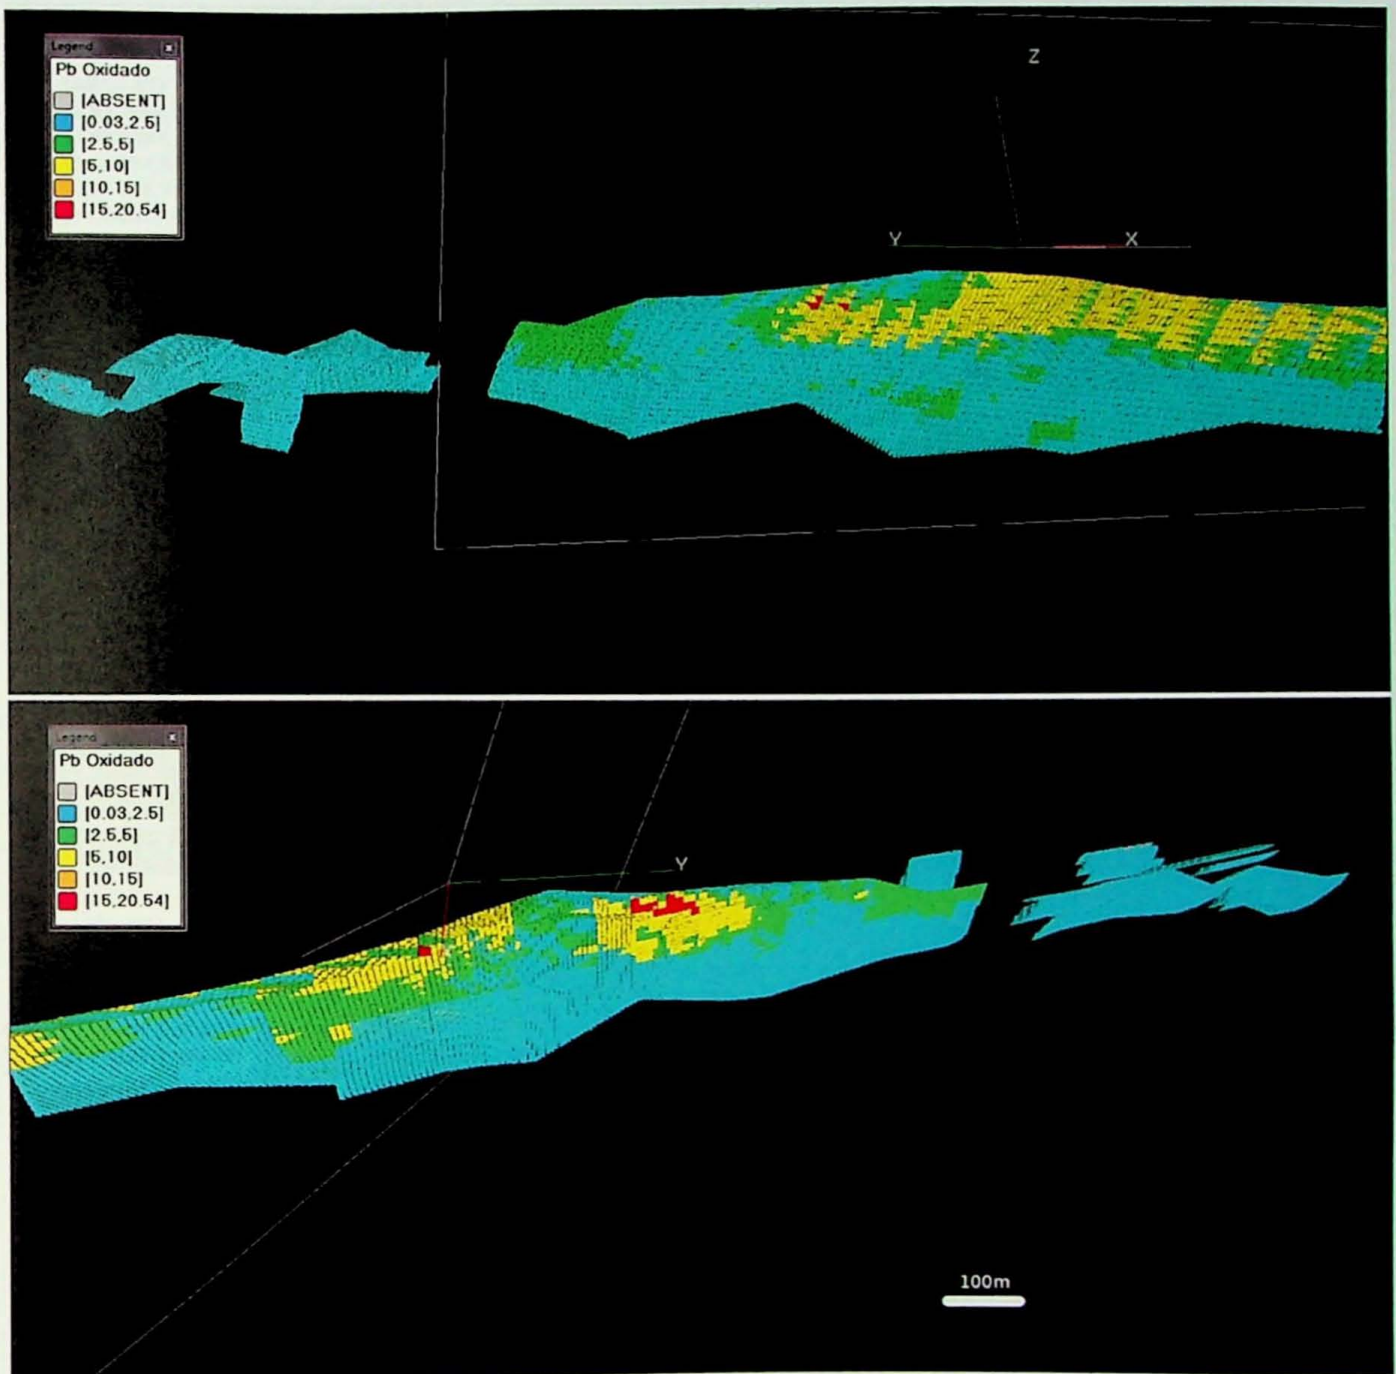 Legend x
Pb Oxidado
[ABSENT]
[0.03,2.5]
[2.5,5]
[5,10]
[10,15]
[15,20.54]
Z
Y X
Legend x
Pb Oxidado
[ABSENT]
[0.03,2.5]
[2.5,5]
[5,10]
[10,15]
[15,20.54]
Y
100m